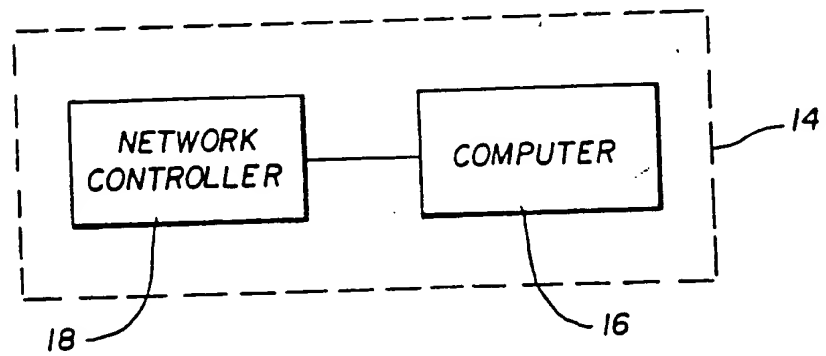 NETWORK
CONTROLLER
COMPUTER
14
18
16